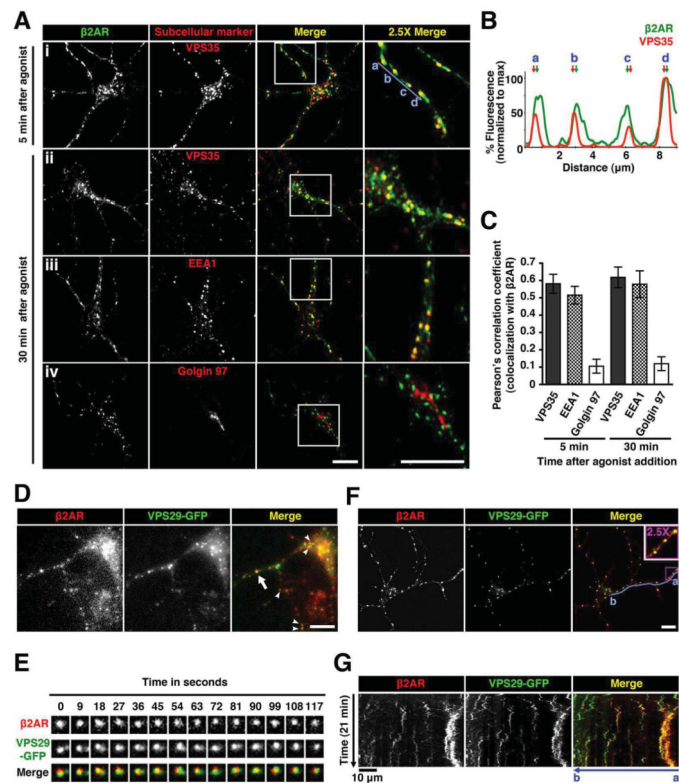 A
β2AR Subcellular marker Merge 2.5X Merge
5 min after agonist
i
VPS35
a
b
c
d
30 min after agonist
ii
VPS35
iii
EEA1
iv
Golgin 97
B
β2AR
VPS35
a b c d
% Fluorescence
(normalized to max)
100
50
0
2 4 6 8
Distance (µm)
C
Pearson's correlation coefficient
(colocalization with β2AR)
0.7
0.6
0.5
0.4
0.3
0.2
0.1
0
VPS35 EEA1 Golgin 97 VPS35 EEA1 Golgin 97
5 min 30 min
Time after agonist addition
D
β2AR VPS29-GFP Merge
E
Time in seconds
0 9 18 27 36 45 54 63 72 81 90 99 108 117
β2AR
VPS29
-GFP
Merge
F
β2AR VPS29-GFP Merge
2.5X
a
b
G
β2AR VPS29-GFP Merge
Time (21 min)
10 µm
b a